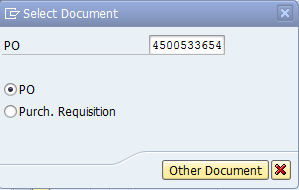 Select Document
PO 4500533654
PO
Purch. Requisition
Other Document